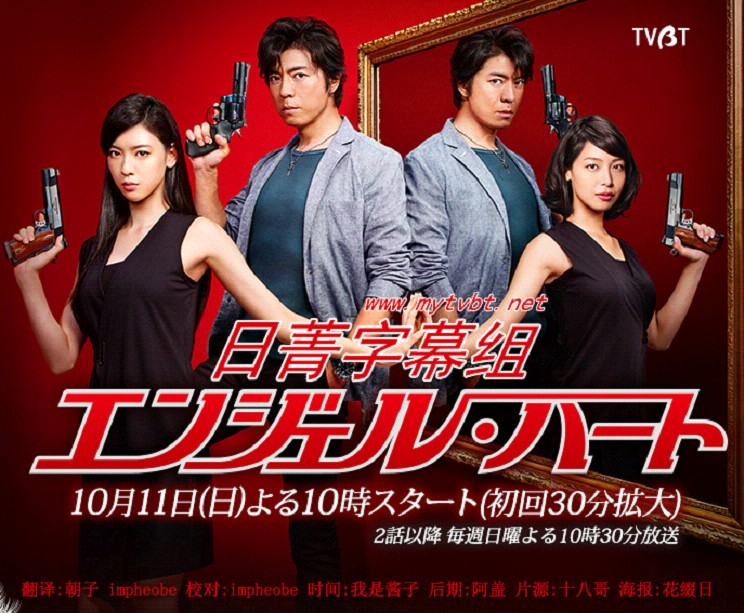 TVBT
www.mytvbt.net
日菁字幕组
エンジェル・ハート
10月11日(日)よる10時スタート(初回30分拡大)
2話以降 毎週日曜よる10時30分放送
翻译:朝子 impheobe 校对:impheobe 时间:我是酱子 后期:阿盖 片源:十八哥 海报:花缀日